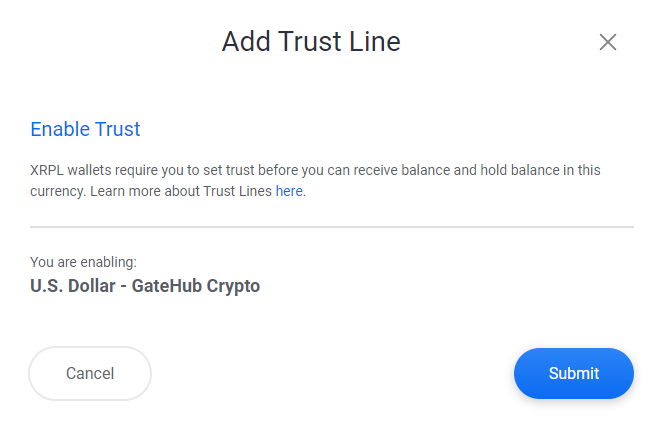 Add Trust Line
Enable Trust
XRPL wallets require you to set trust before you can receive balance and hold balance in this
currency. Learn more about Trust Lines here.
You are enabling:
U.S. Dollar - GateHub Crypto
Cancel
Submit